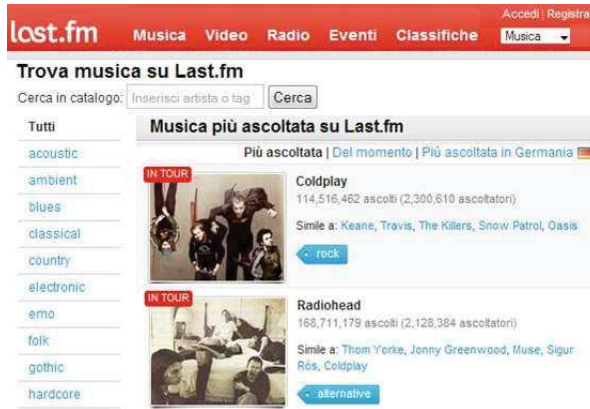 Accedi | Registra
lost.fm Musica Video Radio Eventi Classifiche Musica
Trova musica su Last.fm
Cerca in catalogo: Inserisci artista o tag Cerca
Tutti
acoustic
ambient
blues
classical
country
electronic
emo
folk
gothic
hardcore
Musica più ascoltata su Last.fm
Più ascoltata | Del momento | Più ascoltata in Germania
IN TOUR
Coldplay
114,516,462 ascolti (2,300,610 ascoltatori)
Simile a: Keane, Travis, The Killers, Snow Patrol, Oasis
rock
IN TOUR
Radiohead
168,711,179 ascolti (2,128,384 ascoltatori)
Simile a: Thom Yorke, Jonny Greenwood, Muse, Sigur
Rós, Coldplay
alternative